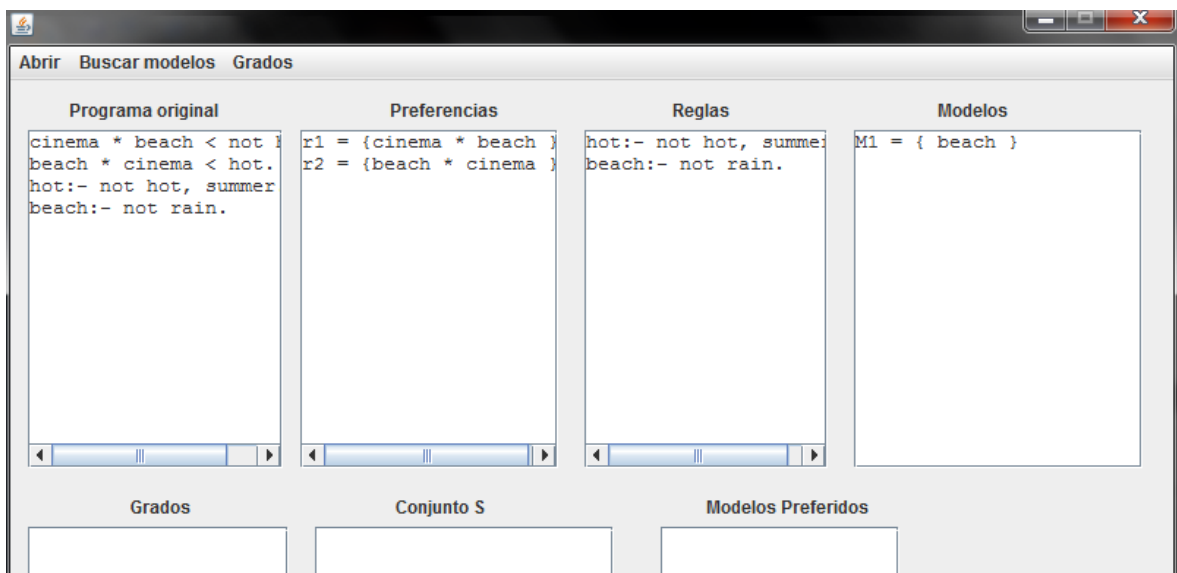 Abrir Buscar modelos Grados
Programa original
cinema * beach < not
beach * cinema < hot.
hot:- not hot, summer
beach:- not rain.
Preferencias
r1 = {cinema * beach }
r2 = {beach * cinema }
Reglas
hot:- not hot,
beach:- not rain.
Modelos
M1 = { beach }
Grados
Conjunto S
Modelos Preferidos